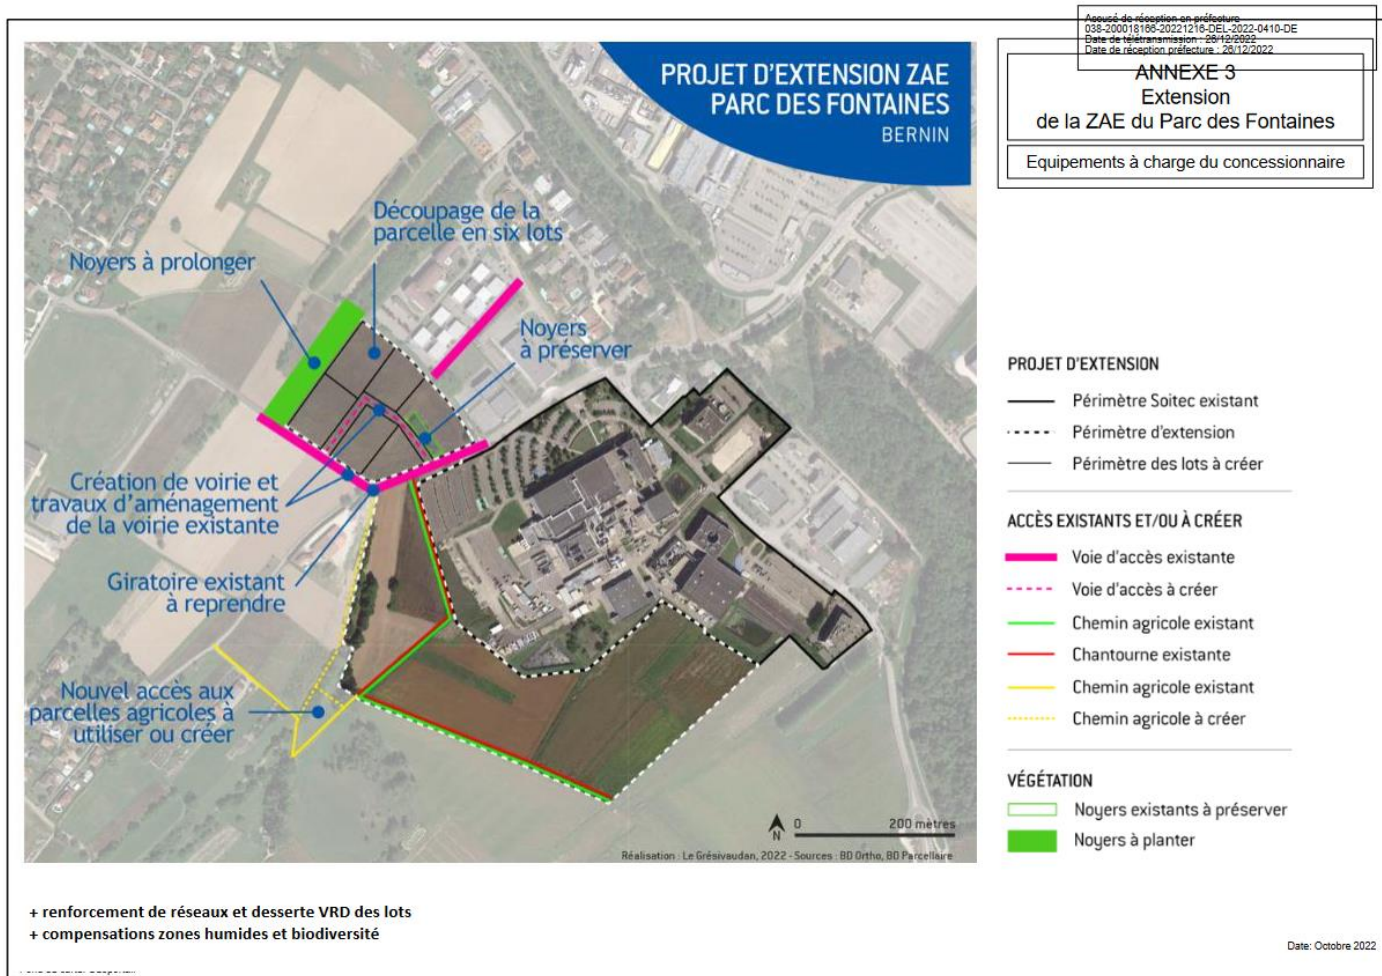 Accusé de réception en préfecture
038-200018166-20221216-DEL-2022-0410-DE
Date de télétransmission : 26/12/2022
Date de réception préfecture : 26/12/2022
ANNEXE 3
Extension
de la ZAE du Parc des Fontaines
Equipements à charge du concessionnaire
PROJET D'EXTENSION ZAE
PARC DES FONTAINES
BERNIN
Découpage de la
parcelle en six lots
Noyers à prolonger
Noyers
à préserver
Création de voirie et
travaux d'aménagement
de la voirie existante
Giratoire existant
à reprendre
Nouvel accès aux
parcelles agricoles à
utiliser ou créer
N
0 200 mètres
Réalisation : Le Grésivaudan, 2022 - Sources : BD Ortho, BD Parcellaire
PROJET D'EXTENSION
Périmètre Soitec existant
Périmètre d'extension
Périmètre des lots à créer
ACCÈS EXISTANTS ET/OU À CRÉER
Voie d'accès existante
Voie d'accès à créer
Chemin agricole existant
Chantourne existante
Chemin agricole existant
Chemin agricole à créer
VÉGÉTATION
Noyers existants à préserver
Noyers à planter
+ renforcement de réseaux et desserte VRD des lots
+ compensations zones humides et biodiversité
Date: Octobre 2022